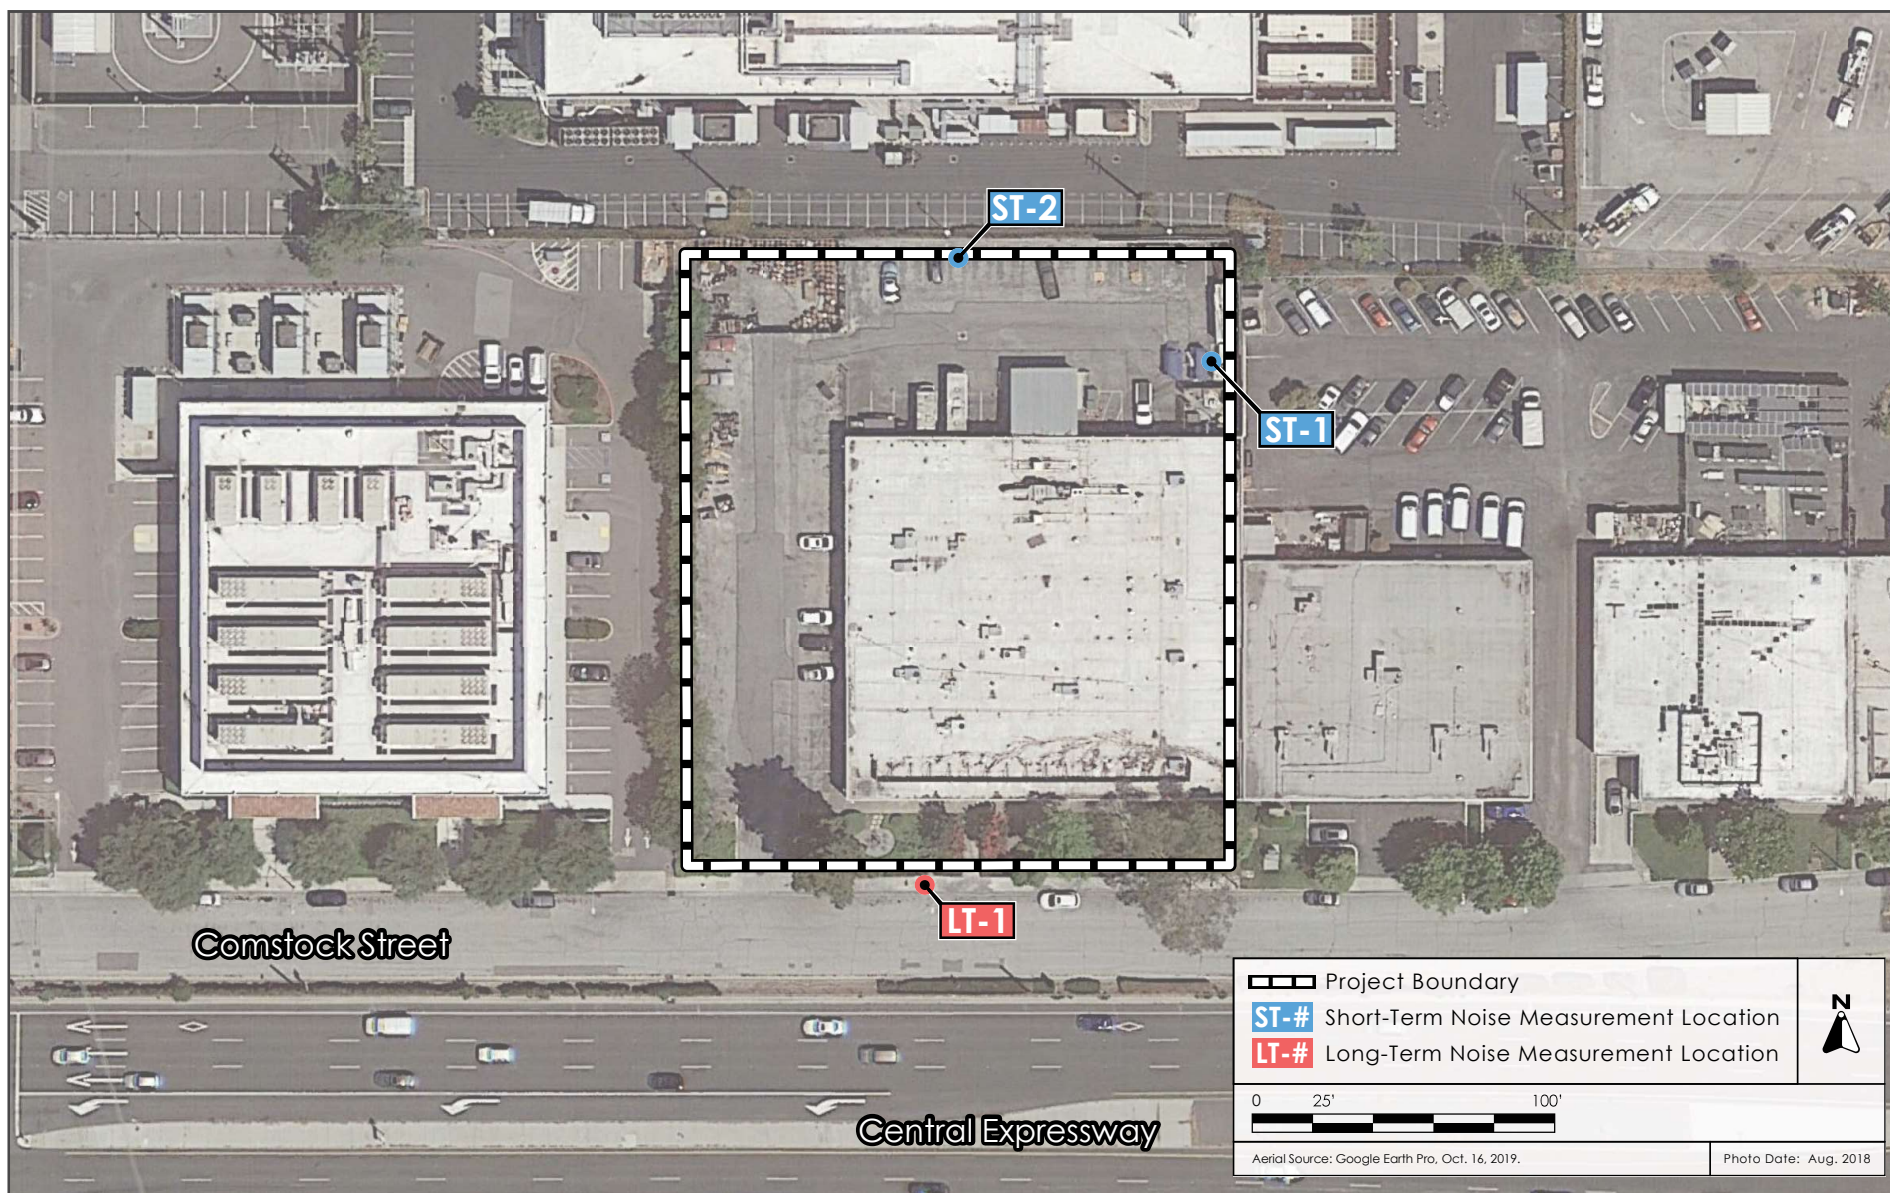 ST-2
ST-1
LT-1
Comstock Street
Central Expressway
Project Boundary
ST-# Short-Term Noise Measurement Location
LT-# Long-Term Noise Measurement Location
N
0 25' 100'
Aerial Source: Google Earth Pro, Oct. 16, 2019.
Photo Date: Aug. 2018